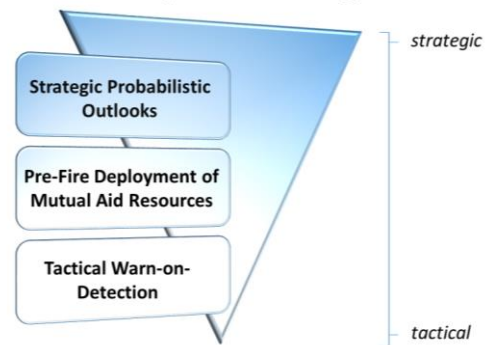 strategic
Strategic Probabilistic
Outlooks
Pre-Fire Deployment of
Mutual Aid Resources
Tactical Warn-on-
Detection
tactical